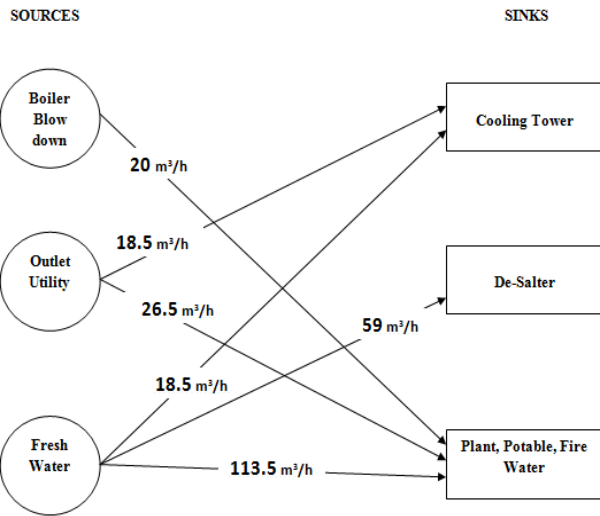 SOURCES
SINKS
Boiler
Blow
down
Cooling Tower
20 m³/h
18.5 m³/h
Outlet
Utility
De-Salter
26.5 m³/h
59 m³/h
18.5 m³/h
Fresh
Water
Plant, Potable, Fire
Water
113.5 m³/h